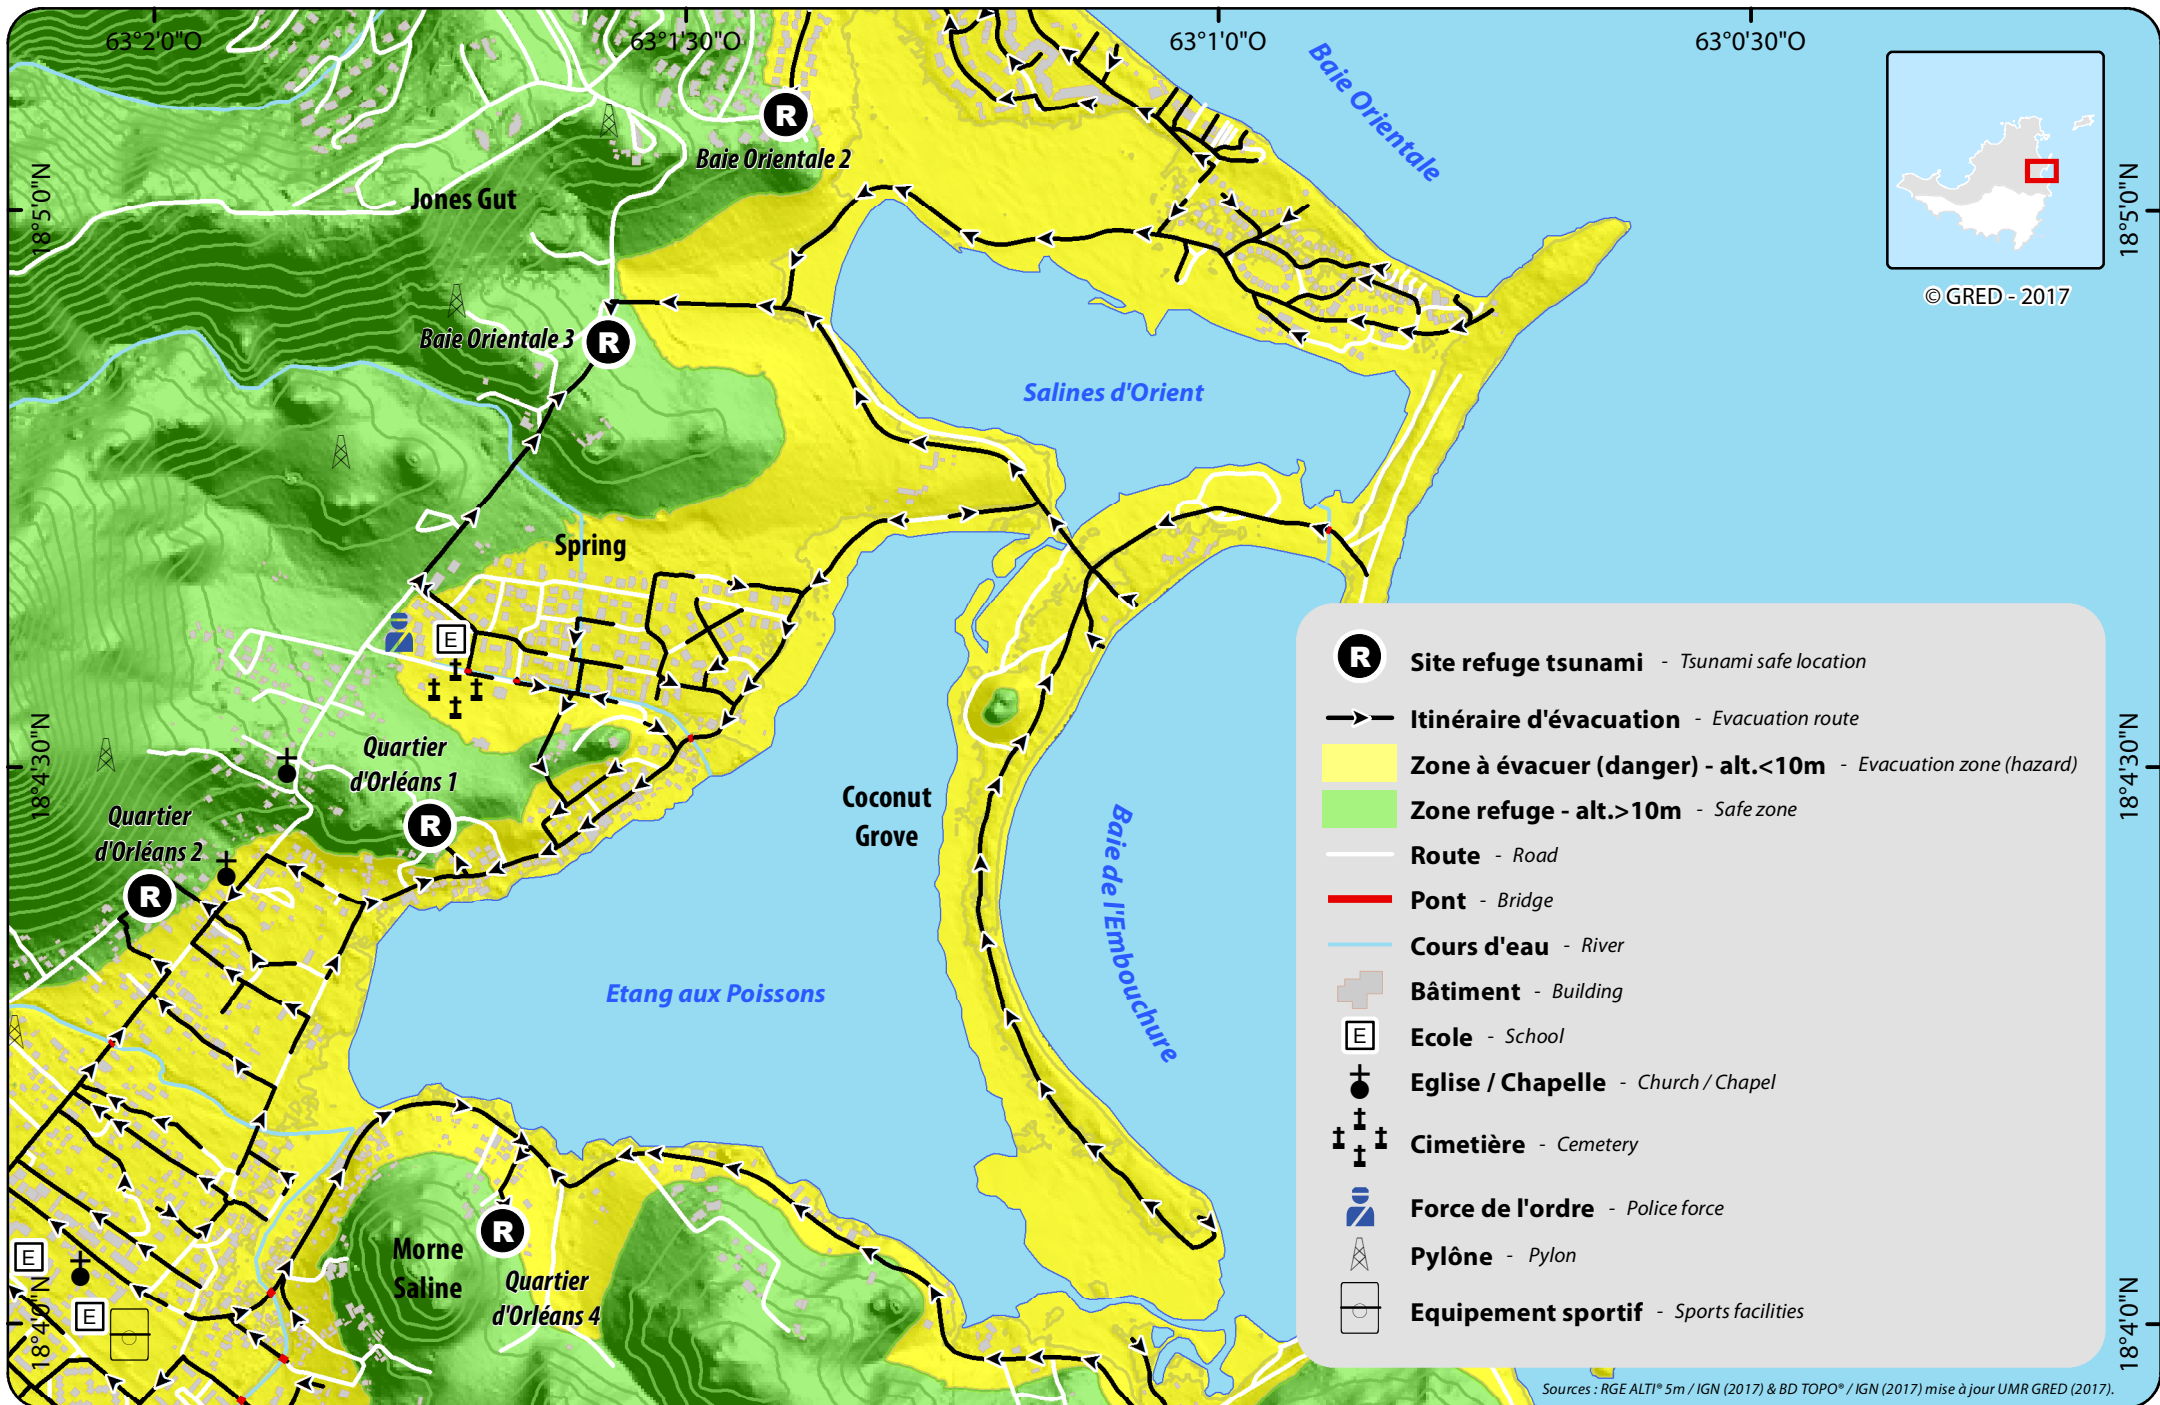 63°2'0"O
63°1'30"O
63°1'0"O
63°0'30"O
18°5'0"N
18°5'0"N
18°4'30"N
18°4'30"N
18°4'0"N
18°4'0"N
Baie Orientale
© GRED - 2017
R
Baie Orientale 2
Jones Gut
Baie Orientale 3
R
Salines d'Orient
Spring
E
Quartier
d'Orléans 1
R
Quartier
d'Orléans 2
R
Coconut
Grove
Baie de l'Embouchure
Etang aux Poissons
R
Morne
Saline
Quartier
d'Orléans 4
E
E
R
Site refuge tsunami - Tsunami safe location
Itinéraire d'évacuation - Evacuation route
Zone à évacuer (danger) - alt.<10m - Evacuation zone (hazard)
Zone refuge - alt.>10m - Safe zone
Route - Road
Pont - Bridge
Cours d'eau - River
Bâtiment - Building
E
Ecole - School
Eglise / Chapelle - Church / Chapel
Cimetière - Cemetery
Force de l'ordre - Police force
Pylône - Pylon
Equipement sportif - Sports facilities
Sources : RGE ALTI® 5m / IGN (2017) & BD TOPO® / IGN (2017) mise à jour UMR GRED (2017).